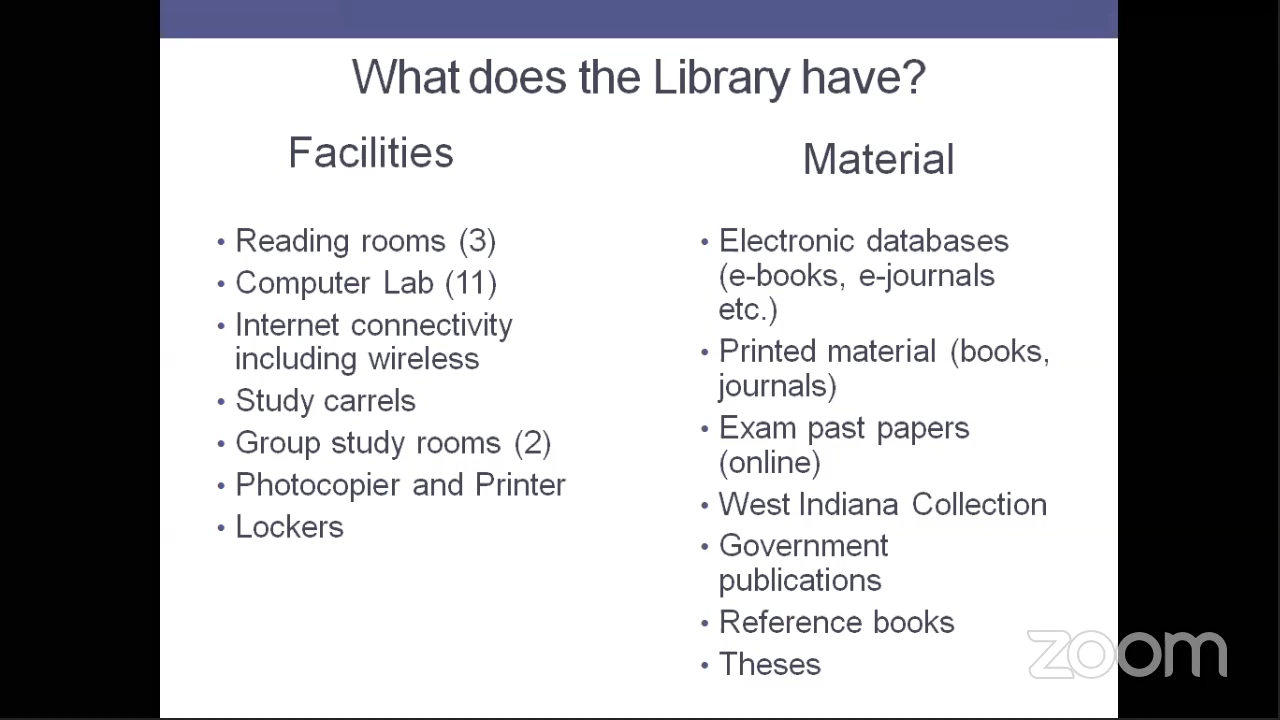 What does the Library have?
Facilities
• Reading rooms (3)
• Computer Lab (11)
• Internet connectivity
including wireless
• Study carrels
• Group study rooms (2)
• Photocopier and Printer
• Lockers
Material
• Electronic databases
(e-books, e-journals
etc.)
• Printed material (books,
journals)
• Exam past papers
(online)
• West Indiana Collection
• Government
publications
• Reference books
• Theses
zoom